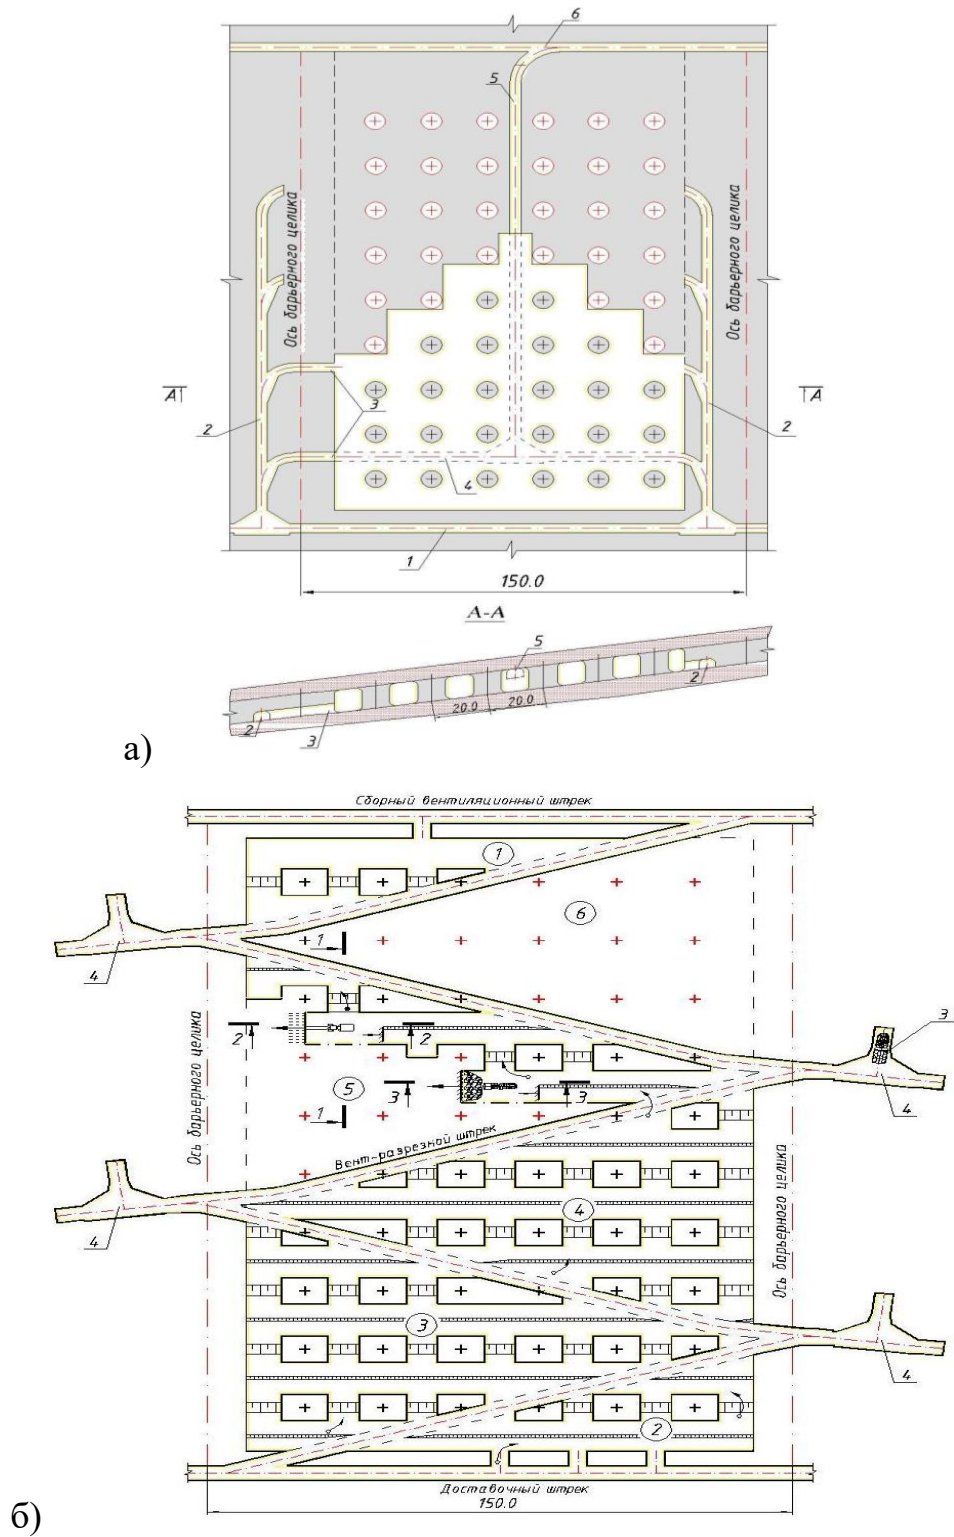 6
5
Ось барьерного целика
Ось барьерного целика
А
А
3
2
2
4
1
150.0
А-А
5
2
20.0
20.0
2
3
а)
Сборный вентиляционный штрек
1
6
4
1
3
2
2
Ось барьерного целика
5
3
3
4
1
Вент-разрезной штрек
4
4
Ось барьерного целика
3
4
2
Доставочный штрек
150.0
б)